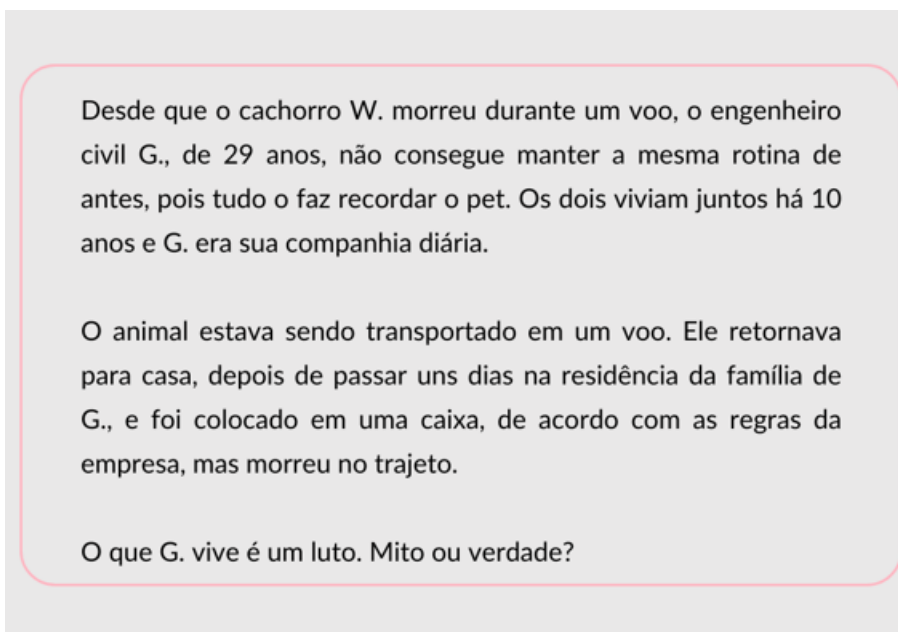 Desde que o cachorro W. morreu durante um voo, o engenheiro
civil G., de 29 anos, não consegue manter a mesma rotina de
antes, pois tudo o faz recordar o pet. Os dois viviam juntos há 10
anos e G. era sua companhia diária.
O animal estava sendo transportado em um voo. Ele retornava
para casa, depois de passar uns dias na residência da família de
G., e foi colocado em uma caixa, de acordo com as regras da
empresa, mas morreu no trajeto.
O que G. vive é um luto. Mito ou verdade?